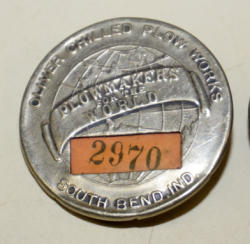 OLIVER CHILLED PLOW WORKS
PLOWMAKERS
FOR THE
WORLD
2970
SOUTH BEND, IND.